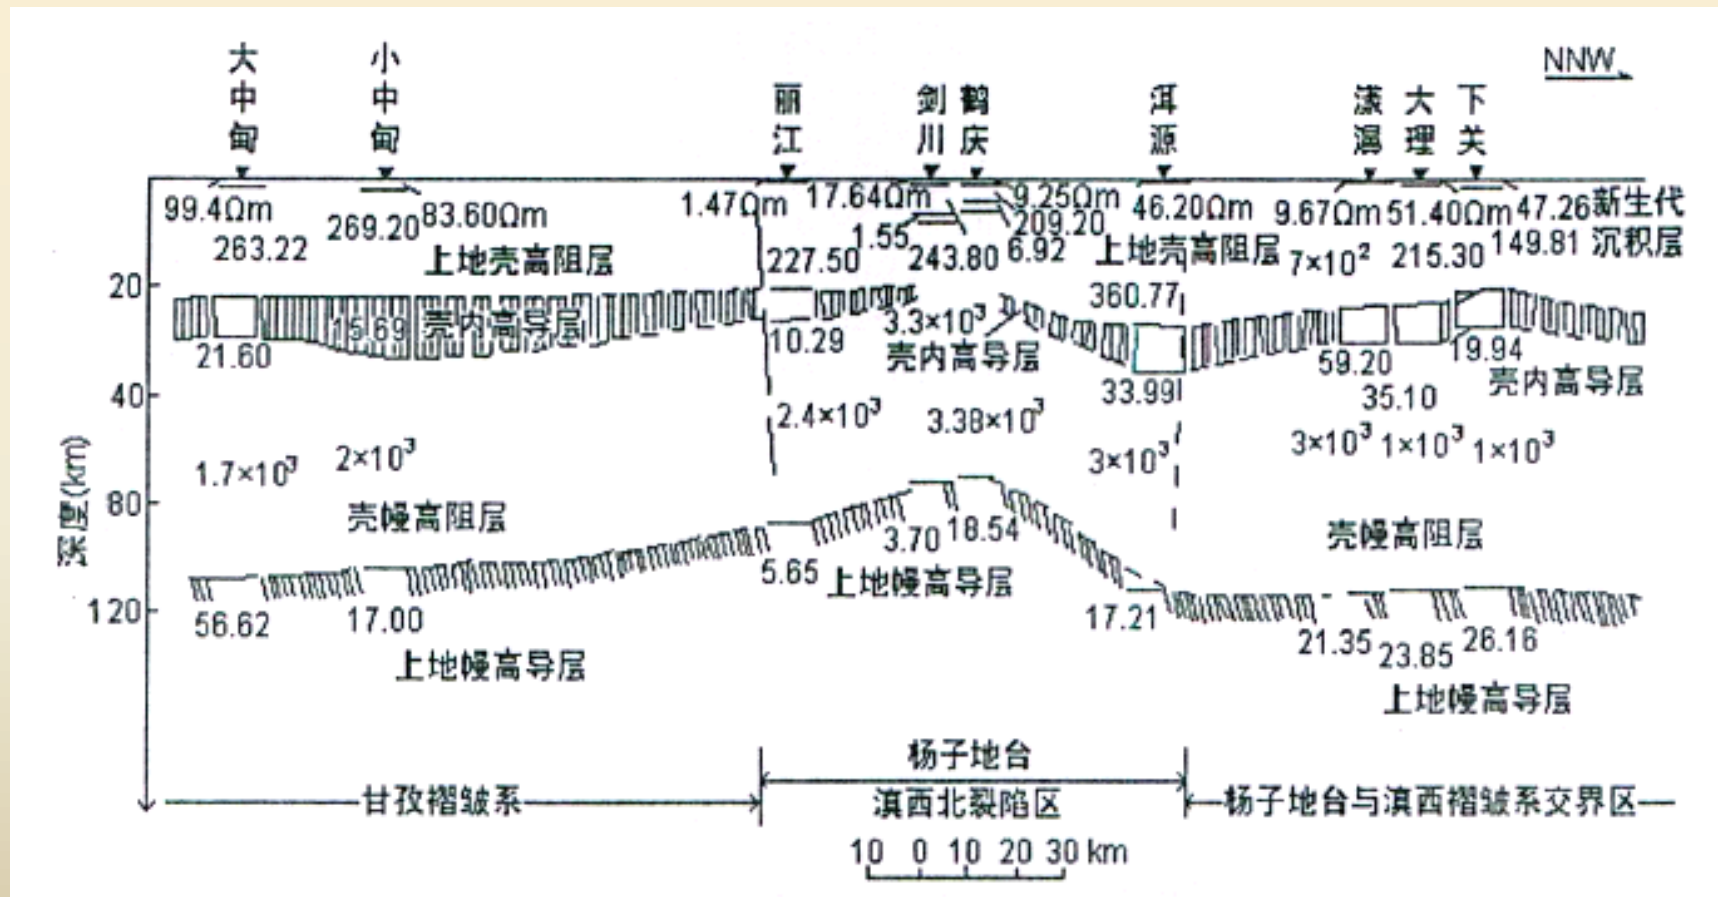 大中甸
小中甸
丽江
剑川
鹤庆
洱源
漾濞
大理
下关
NNW
99.4Ωm
263.22
269.20
83.60Ωm
上地壳高阻层
1.47Ωm
17.64Ωm
9.25Ωm
209.20
1.55
227.50
243.80
6.92
46.20Ωm
上地壳高阻层
9.67Ωm
51.40Ωm
47.26
新生代
沉积层
7×10²
215.30
149.81
360.77
20
15.69
壳内高导层
21.60
10.29
3.3×10³
壳内高导层
33.99
59.20
19.94
35.10
壳内高导层
40
2.4×10³
3.38×10³
1.7×10³
2×10³
3×10³
3×10³
1×10³
1×10³
深度(km)
80
壳幔高阻层
壳幔高阻层
3.70
18.54
5.65
上地幔高导层
120
56.62
17.00
17.21
21.35
23.85
26.16
上地幔高导层
上地幔高导层
杨子地台
甘孜褶皱系
滇西北裂陷区
杨子地台与滇西褶皱系交界区
10 0 10 20 30 km